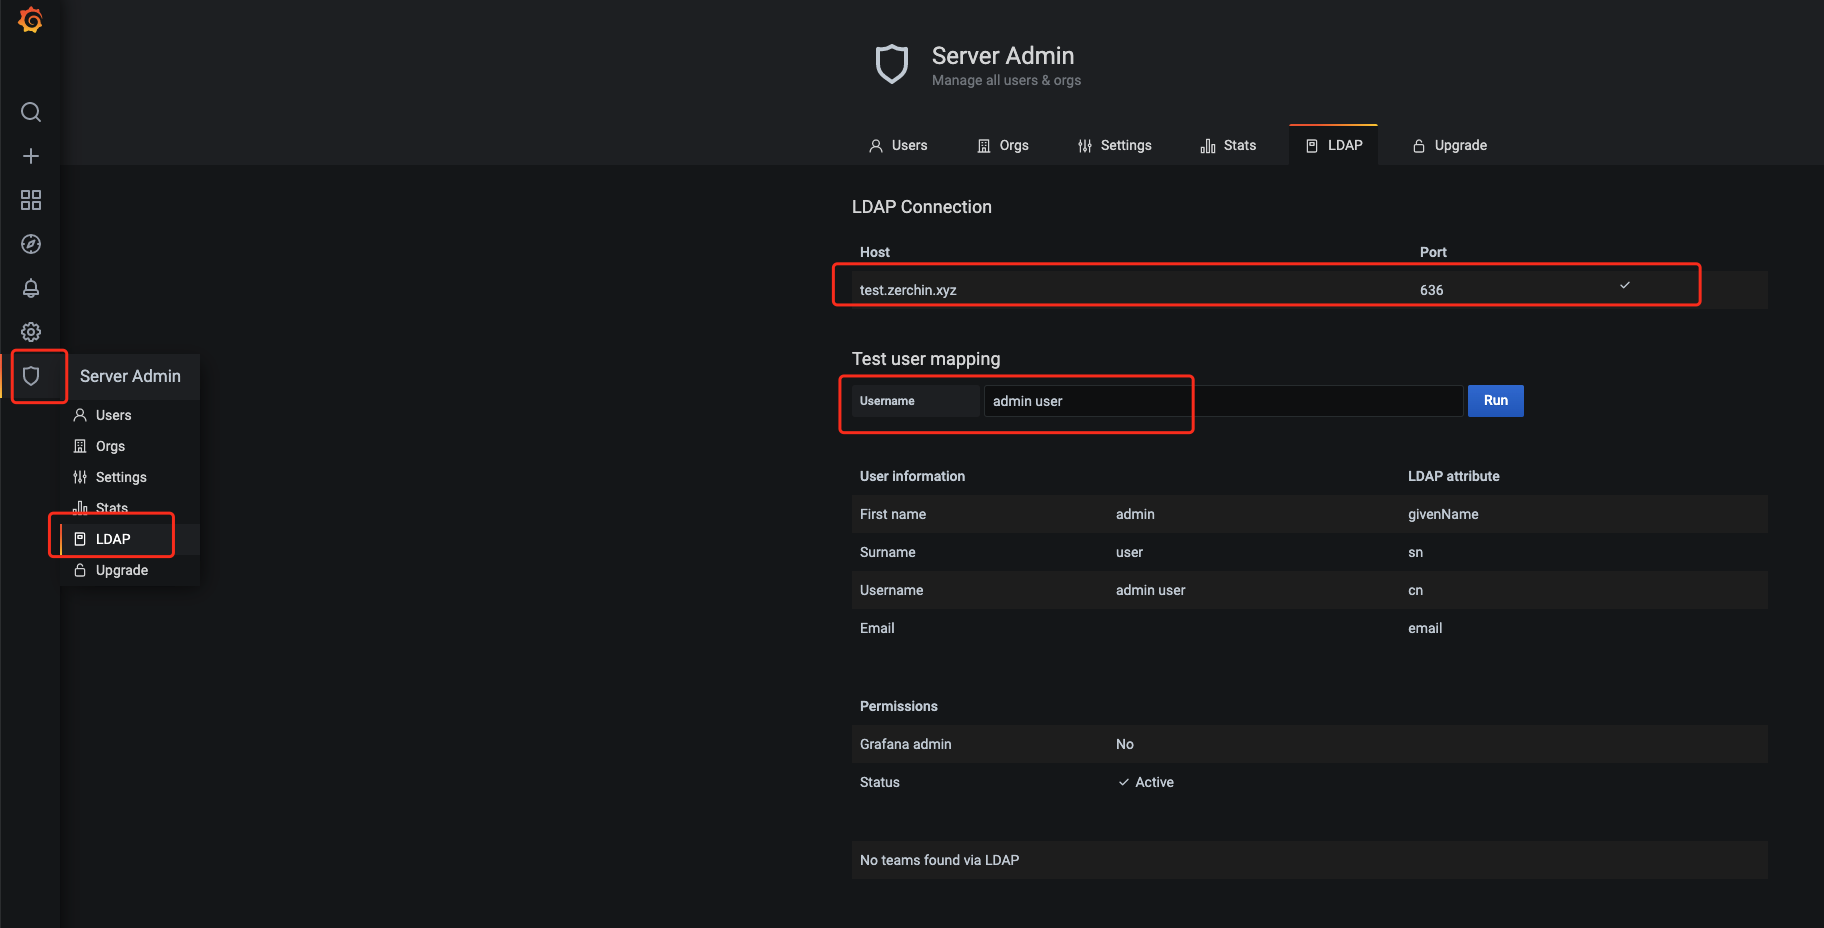 Server Admin
Manage all users & orgs
Users
Orgs
Settings
Stats
LDAP
Upgrade
Server Admin
Users
Orgs
Settings
Stats
LDAP
Upgrade
LDAP Connection
Host Port
test.zerchin.xyz 636
Test user mapping
Username admin user Run
User information LDAP attribute
First name admin givenName
Surname user sn
Username admin user cn
Email email
Permissions
Grafana admin No
Status Active
No teams found via LDAP